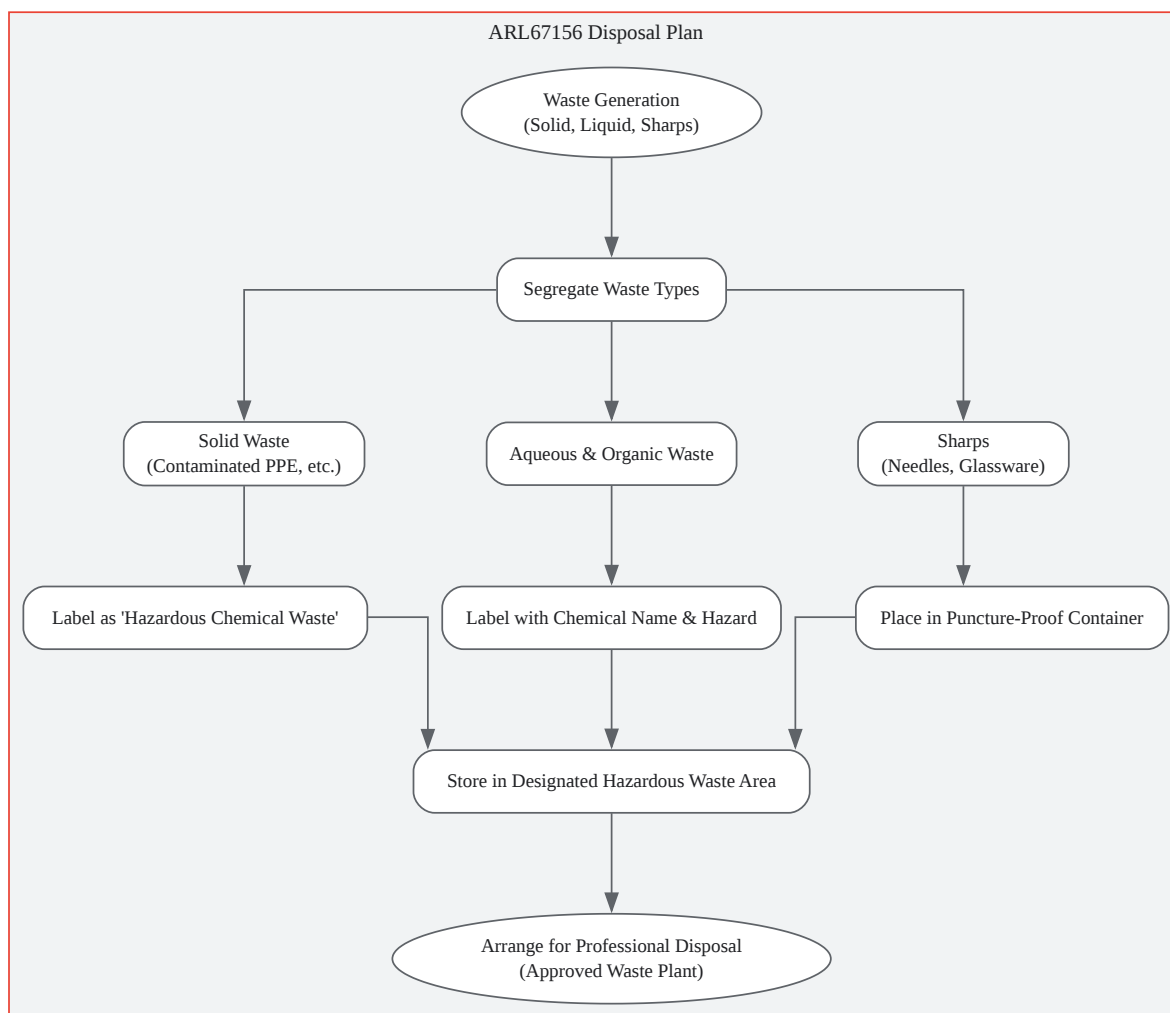 ARL67156 Disposal Plan
Waste Generation
(Solid, Liquid, Sharps)
Segregate Waste Types
Solid Waste
(Contaminated PPE, etc.)
Aqueous & Organic Waste
Sharps
(Needles, Glassware)
Label as 'Hazardous Chemical Waste'
Label with Chemical Name & Hazard
Place in Puncture-Proof Container
Store in Designated Hazardous Waste Area
Arrange for Professional Disposal
(Approved Waste Plant)